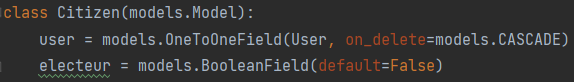 class Citizen(models.Model):
    user = models.OneToOneField(User, on_delete=models.CASCADE)
    electeur = models.BooleanField(default=False)